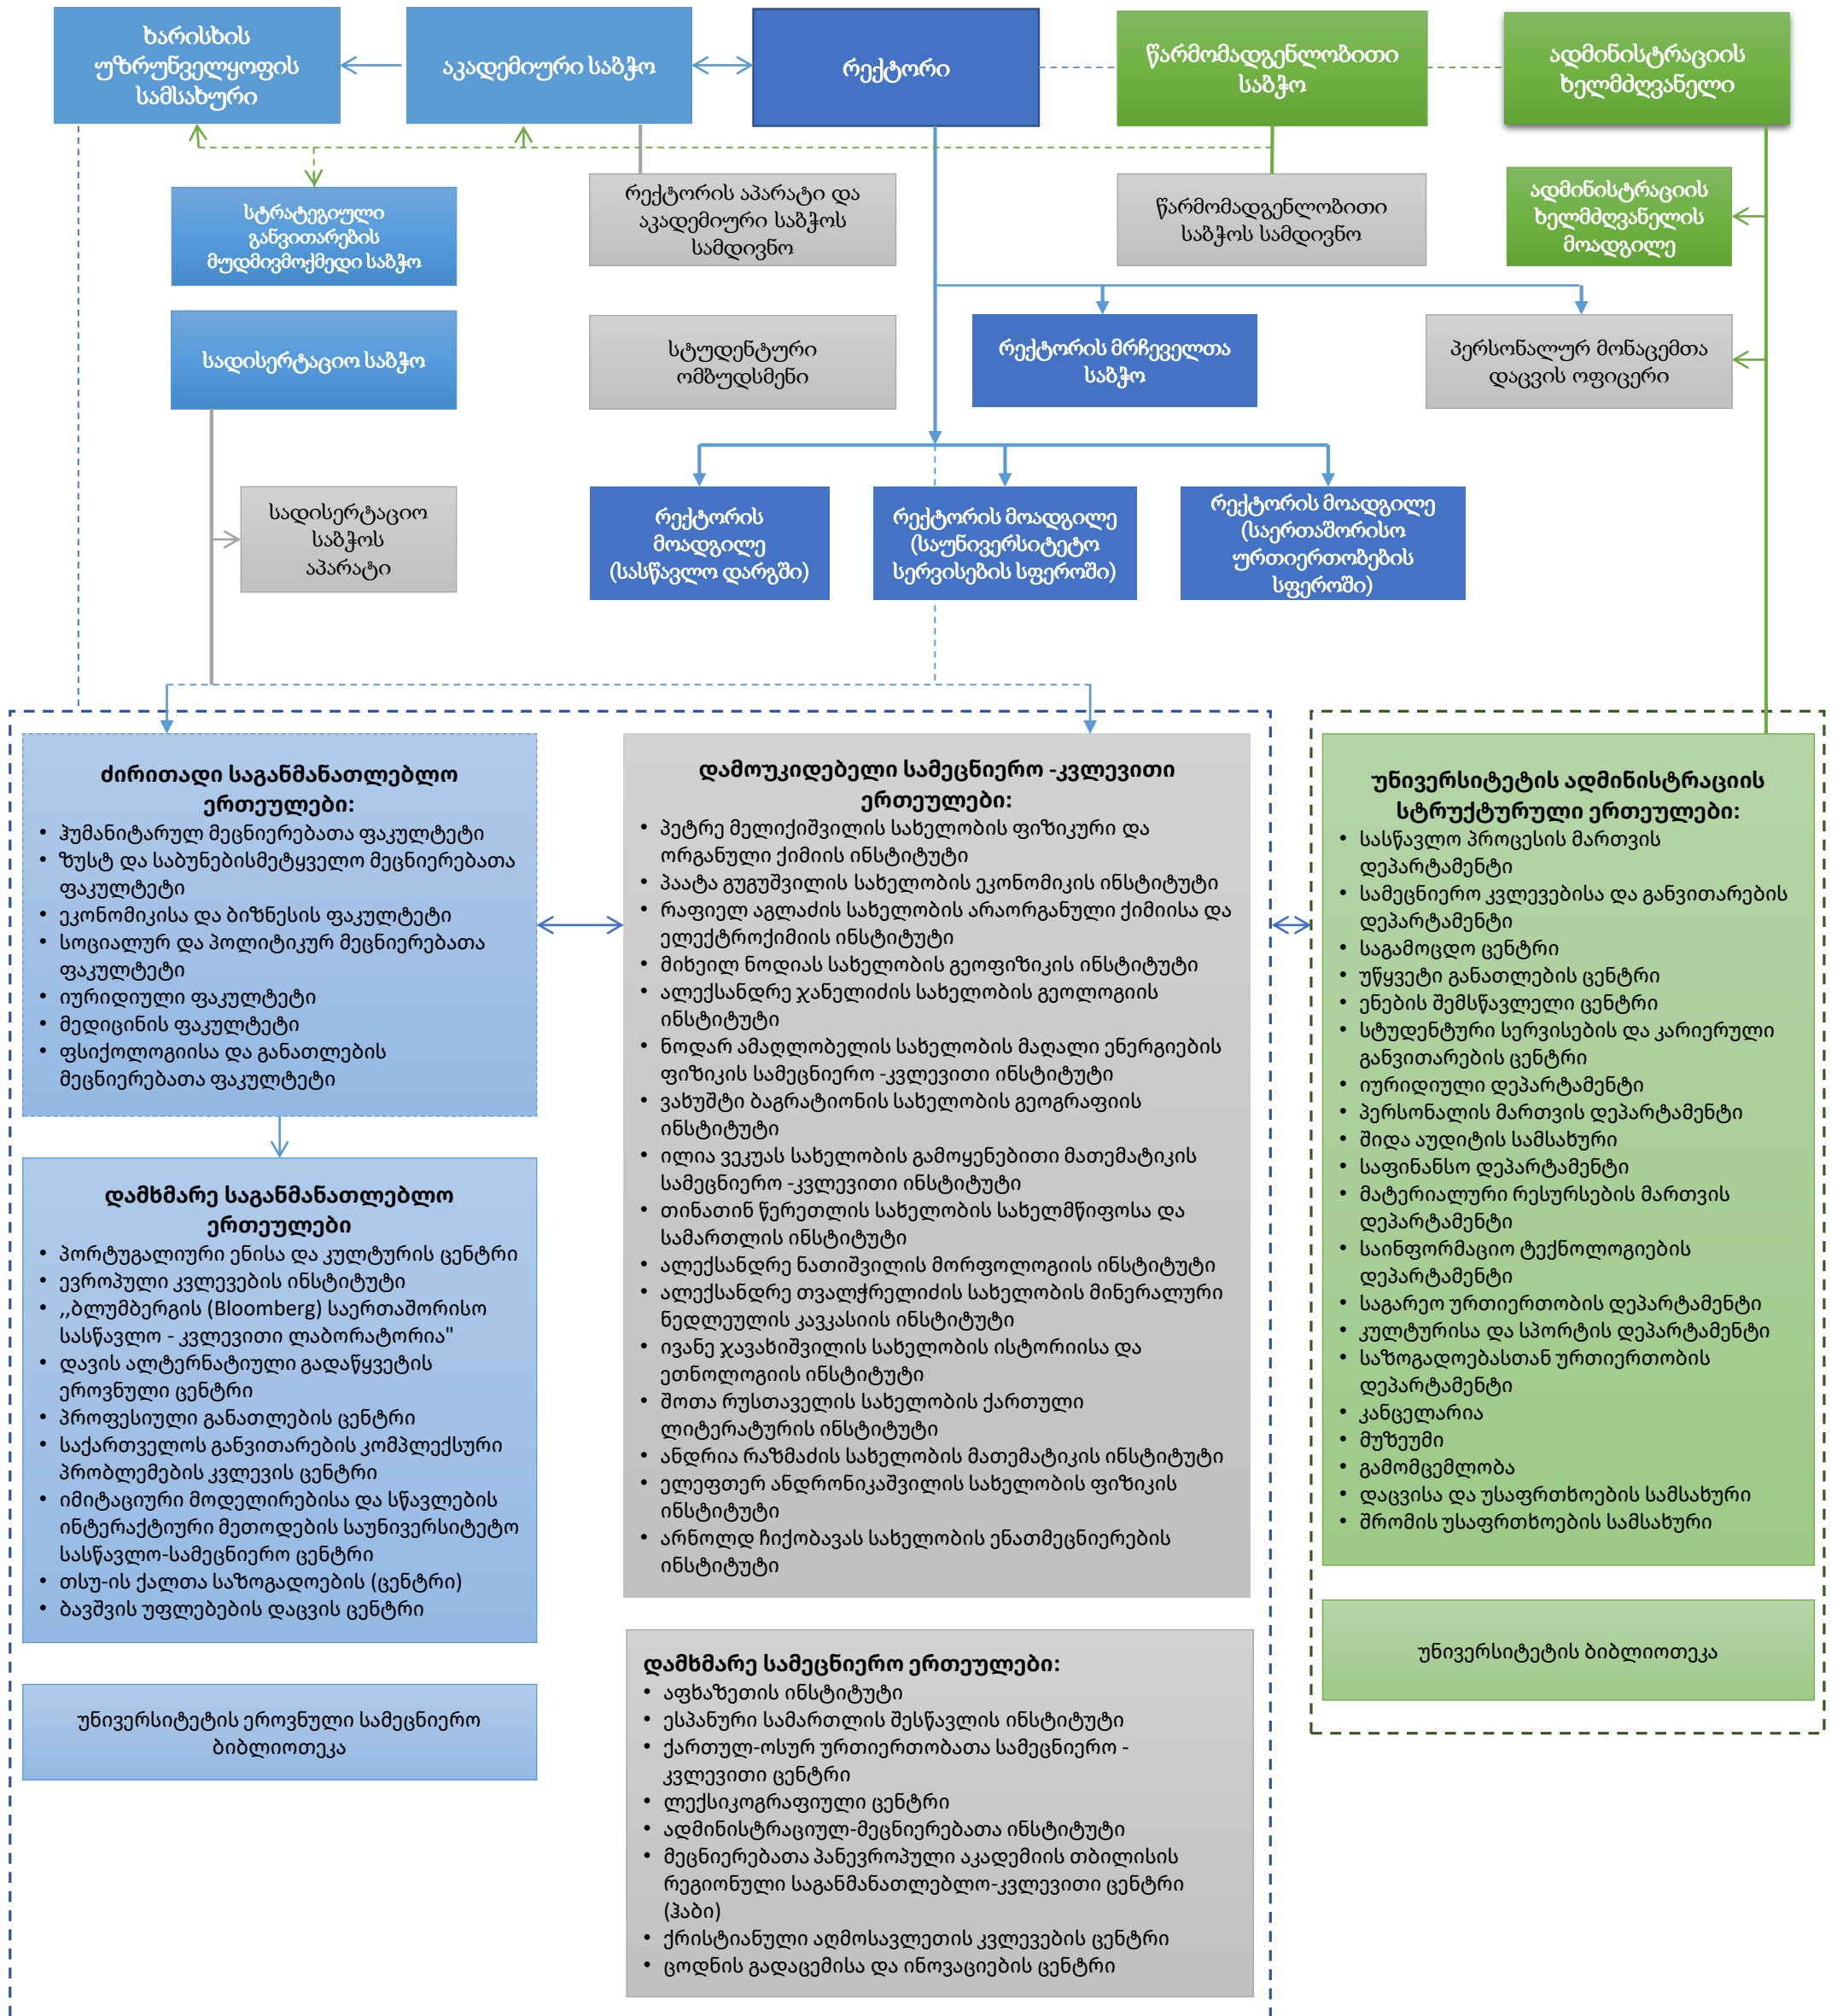 ხარისხის
უზრუნველყოფის
სამსახური
აკადემიური საბჭო
რექტორი
წარმომადგენლობითი
საბჭო
ადმინისტრაციის
ხელმძღვანელი
სტრატეგიული
განვითარების
მუდმივმოქმედი საბჭო
რექტორის აპარატი და
აკადემიური საბჭოს
სამდივნო
წარმომადგენლობითი
საბჭოს სამდივნო
ადმინისტრაციის
ხელმძღვანელის
მოადგილე
სადისერტაციო საბჭო
სტუდენტური
ომბუდსმენი
რექტორის მრჩეველთა
საბჭო
პერსონალურ მონაცემთა
დაცვის ოფიცერი
სადისერტაციო
საბჭოს
აპარატი
რექტორის
მოადგილე
(სასწავლო დარგში)
რექტორის მოადგილე
(საუნივერსიტეტო
სერვისების სფეროში)
რექტორის მოადგილე
(საერთაშორისო
ურთიერთობების
სფეროში)
ძირითადი საგანმანათლებლო
ერთეულები:
• ჰუმანიტარულ მეცნიერებათა ფაკულტეტი
• ზუსტ და საბუნებისმეტყველო მეცნიერებათა
ფაკულტეტი
• ეკონომიკისა და ბიზნესის ფაკულტეტი
• სოციალურ და პოლიტიკურ მეცნიერებათა
ფაკულტეტი
• იურიდიული ფაკულტეტი
• მედიცინის ფაკულტეტი
• ფსიქოლოგიისა და განათლების
მეცნიერებათა ფაკულტეტი
დამხმარე საგანმანათლებლო
ერთეულები
• პორტუგალიური ენისა და კულტურის ცენტრი
• ევროპული კვლევების ინსტიტუტი
• ,,ბლუმბერგის (Bloomberg) საერთაშორისო
სასწავლო - კვლევითი ლაბორატორია"
• დავის ალტერნატიული გადაწყვეტის
ეროვნული ცენტრი
• პროფესიული განათლების ცენტრი
• საქართველოს განვითარების კომპლექსური
პრობლემების კვლევის ცენტრი
• იმიტაციური მოდელირებისა და სწავლების
ინტერაქტიური მეთოდების საუნივერსიტეტო
სასწავლო-სამეცნიერო ცენტრი
• თსუ-ის ქალთა საზოგადოების (ცენტრი)
• ბავშვის უფლებების დაცვის ცენტრი
უნივერსიტეტის ეროვნული სამეცნიერო
ბიბლიოთეკა
დამოუკიდებელი სამეცნიერო -კვლევითი
ერთეულები:
• პეტრე მელიქიშვილის სახელობის ფიზიკური და
ორგანული ქიმიის ინსტიტუტი
• პაატა გუგუშვილის სახელობის ეკონომიკის ინსტიტუტი
• რაფიელ აგლაძის სახელობის არაორგანული ქიმიისა და
ელექტროქიმიის ინსტიტუტი
• მიხეილ ნოდიას სახელობის გეოფიზიკის ინსტიტუტი
• ალექსანდრე ჯანელიძის სახელობის გეოლოგიის
ინსტიტუტი
• ნოდარ ამაღლობელის სახელობის მაღალი ენერგიების
ფიზიკის სამეცნიერო -კვლევითი ინსტიტუტი
• ვახუშტი ბაგრატიონის სახელობის გეოგრაფიის
ინსტიტუტი
• ილია ვეკუას სახელობის გამოყენებითი მათემატიკის
სამეცნიერო -კვლევითი ინსტიტუტი
• თინათინ წერეთლის სახელობის სახელმწიფოსა და
სამართლის ინსტიტუტი
• ალექსანდრე ნათიშვილის მორფოლოგიის ინსტიტუტი
• ალექსანდრე თვალჭრელიძის სახელობის მინერალური
ნედლეულის კავკასიის ინსტიტუტი
• ივანე ჯავახიშვილის სახელობის ისტორიისა და
ეთნოლოგიის ინსტიტუტი
• შოთა რუსთაველის სახელობის ქართული
ლიტერატურის ინსტიტუტი
• ანდრია რაზმაძის სახელობის მათემატიკის ინსტიტუტი
• ელეფთერ ანდრონიკაშვილის სახელობის ფიზიკის
ინსტიტუტი
• არნოლდ ჩიქობავას სახელობის ენათმეცნიერების
ინსტიტუტი
დამხმარე სამეცნიერო ერთეულები:
• აფხაზეთის ინსტიტუტი
• ესპანური სამართლის შესწავლის ინსტიტუტი
• ქართულ-ოსურ ურთიერთობათა სამეცნიერო -
კვლევითი ცენტრი
• ლექსიკოგრაფიული ცენტრი
• ადმინისტრაციულ-მეცნიერებათა ინსტიტუტი
• მეცნიერებათა პანევროპული აკადემიის თბილისის
რეგიონული საგანმანათლებლო-კვლევითი ცენტრი
(ჰაბი)
• ქრისტიანული აღმოსავლეთის კვლევების ცენტრი
• ცოდნის გადაცემისა და ინოვაციების ცენტრი
უნივერსიტეტის ადმინისტრაციის
სტრუქტურული ერთეულები:
• სასწავლო პროცესის მართვის
დეპარტამენტი
• სამეცნიერო კვლევებისა და განვითარების
დეპარტამენტი
• საგამოცდო ცენტრი
• უწყვეტი განათლების ცენტრი
• ენების შემსწავლელი ცენტრი
• სტუდენტური სერვისების და კარიერული
განვითარების ცენტრი
• იურიდიული დეპარტამენტი
• პერსონალის მართვის დეპარტამენტი
• შიდა აუდიტის სამსახური
• საფინანსო დეპარტამენტი
• მატერიალური რესურსების მართვის
დეპარტამენტი
• საინფორმაციო ტექნოლოგიების
დეპარტამენტი
• საგარეო ურთიერთობის დეპარტამენტი
• კულტურისა და სპორტის დეპარტამენტი
• საზოგადოებასთან ურთიერთობის
დეპარტამენტი
• კანცელარია
• მუზეუმი
• გამომცემლობა
• დაცვისა და უსაფრთხოების სამსახური
• შრომის უსაფრთხოების სამსახური
უნივერსიტეტის ბიბლიოთეკა